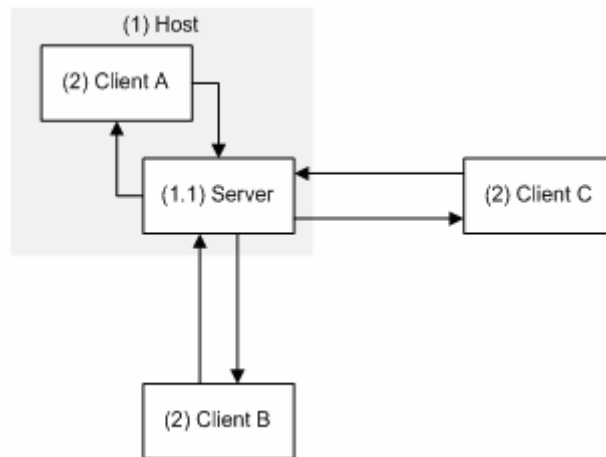 (1) Host
(2) Client A
(1.1) Server
(2) Client C
(2) Client B